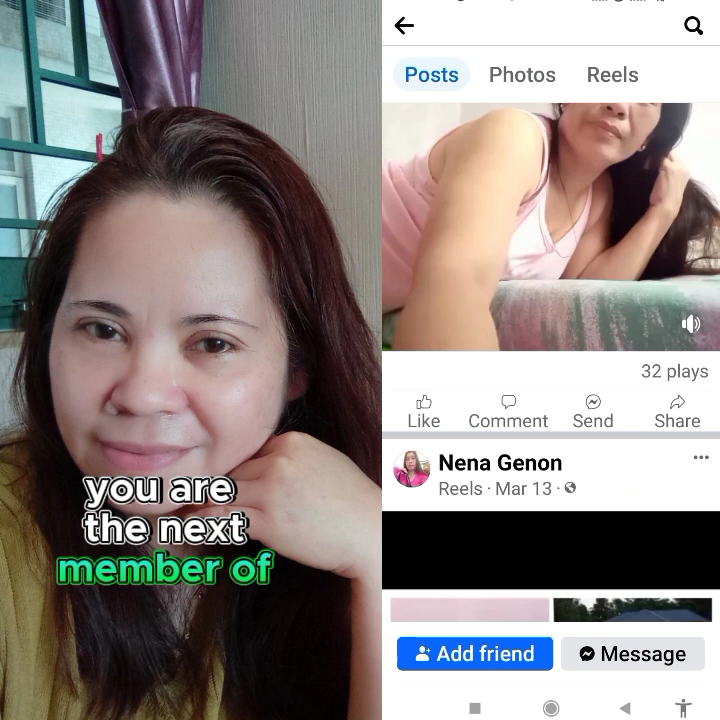 you are
the next
member of
Posts Photos Reels
32 plays
Like Comment Send Share
Nena Genon
Reels · Mar 13 ·
Add friend Message